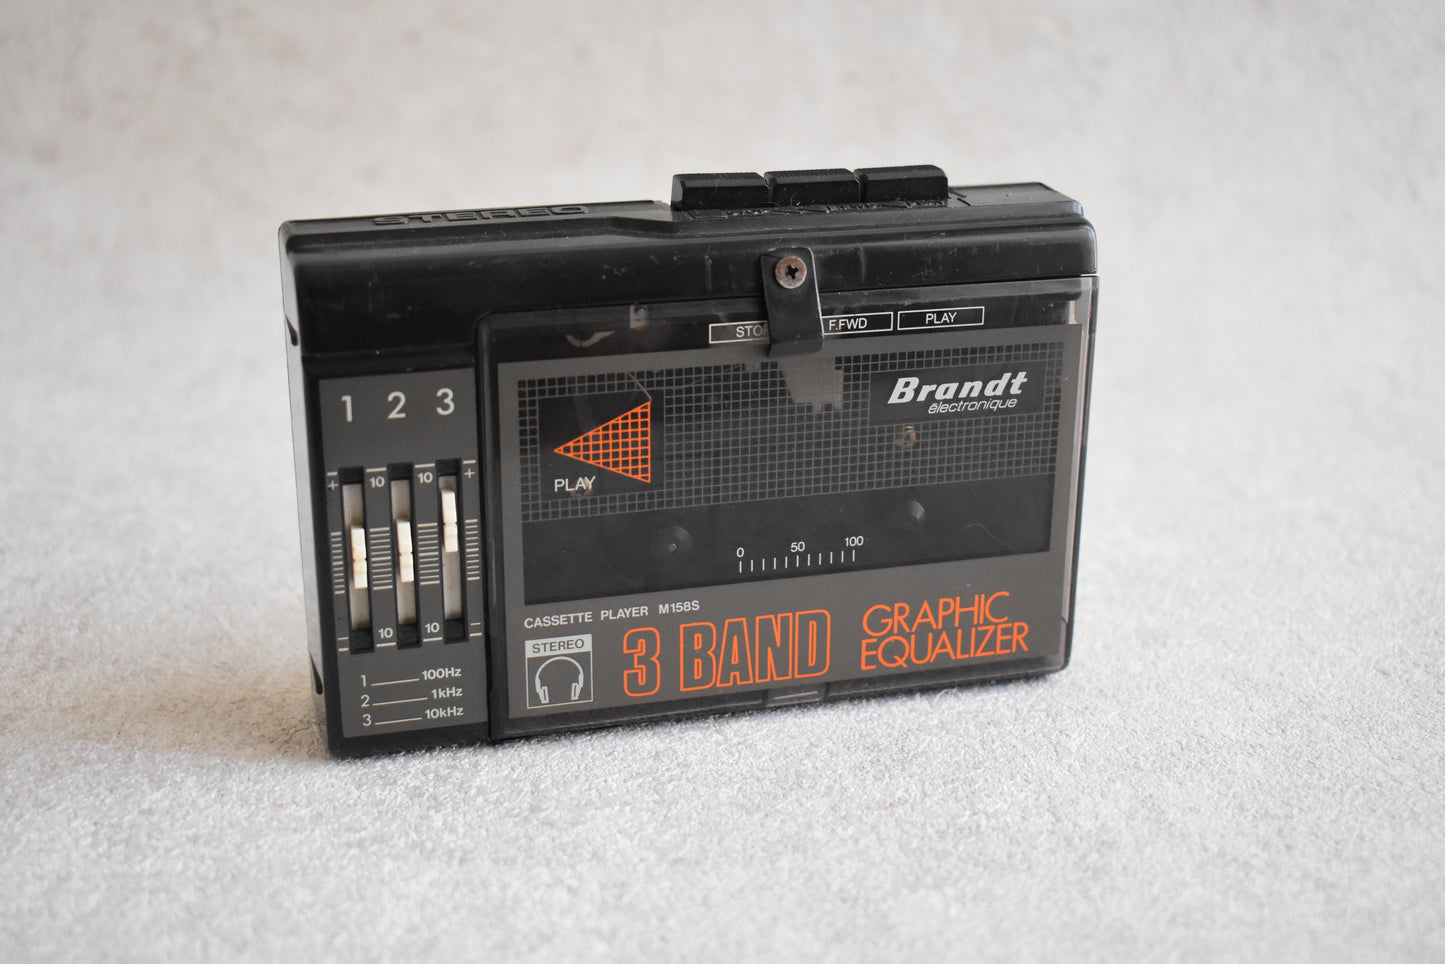 STEREO
F.FWD
PLAY
1 2 3
Brandt
électronique
PLAY
+ 10 10 +
- 10 10 -
0 50 100
CASSETTE PLAYER M158S
STEREO
3 BAND
GRAPHIC
EQUALIZER
1 100Hz
2 1kHz
3 10kHz